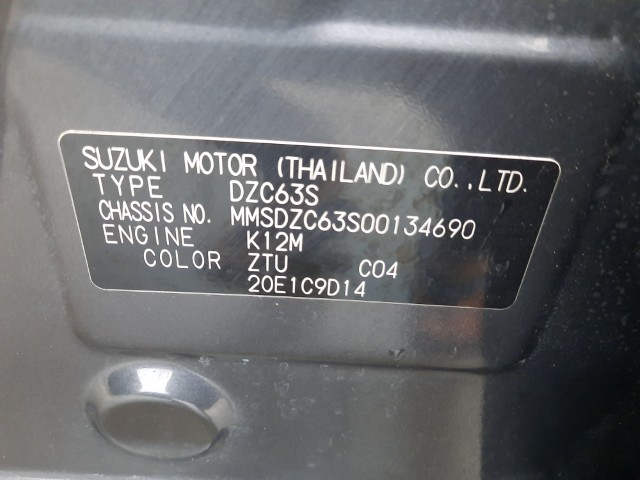 SUZUKI MOTOR (THAILAND) CO.,LTD.
TYPE DZC63S
CHASSIS NO. MMSDZC63S00134690
ENGINE K12M
COLOR ZTU C04
20E1C9D14